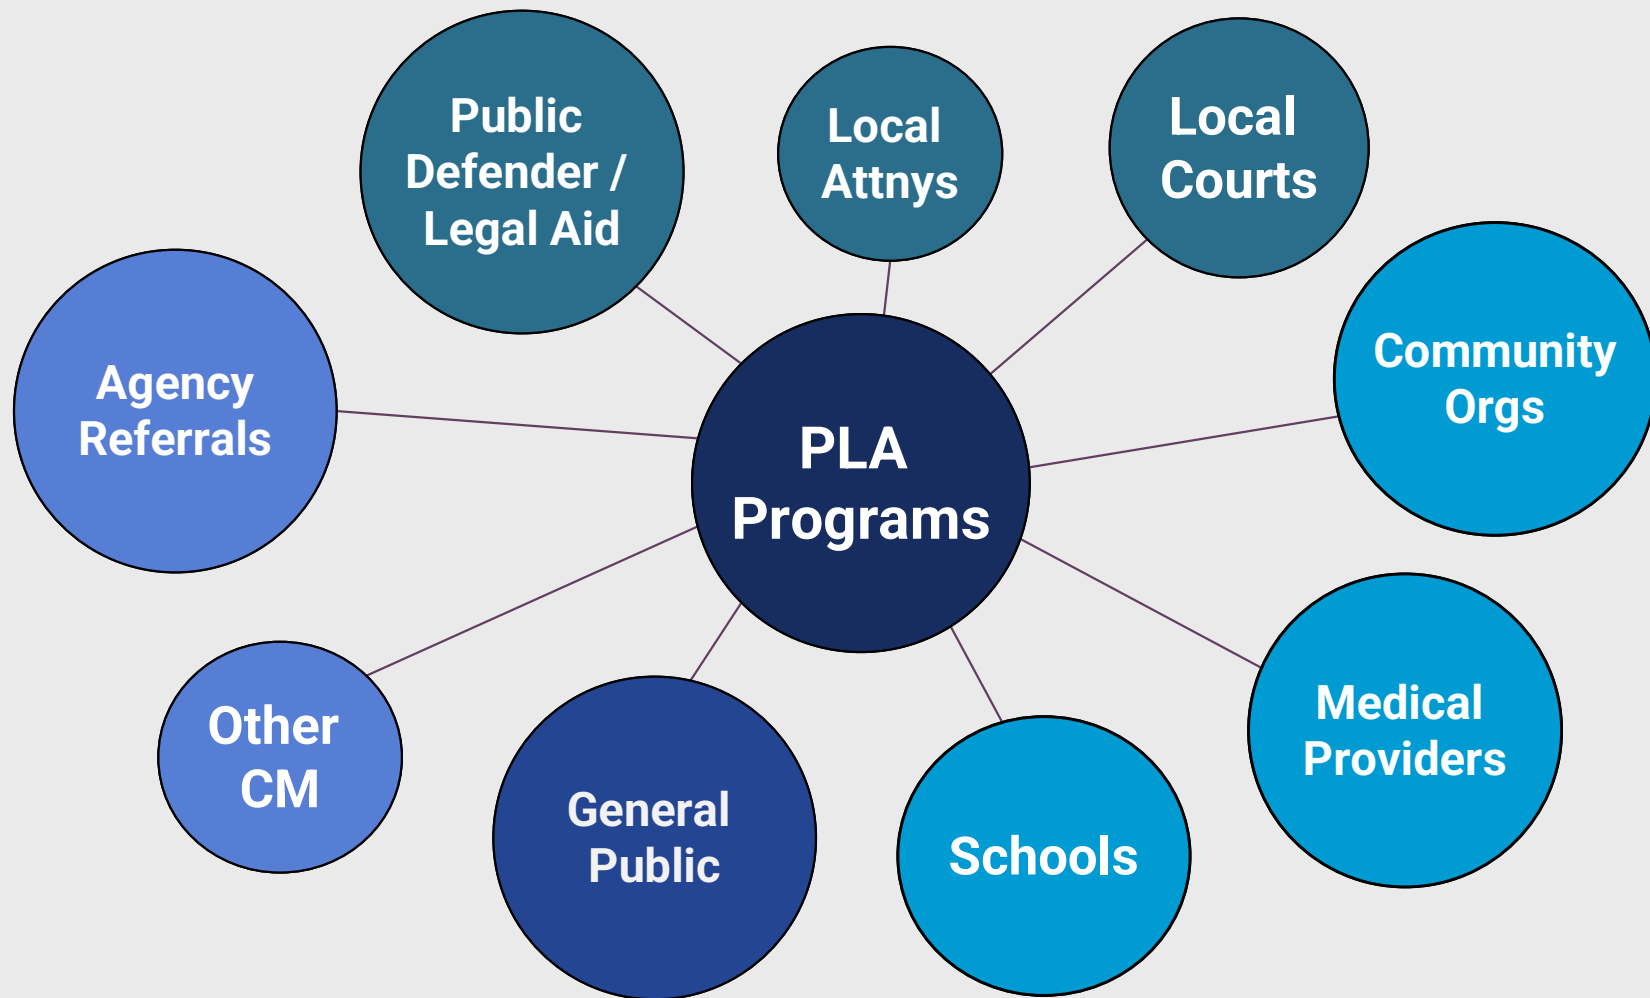 Public
Defender /
Legal Aid
Local
Attnys
Local
Courts
Community
Orgs
Agency
Referrals
PLA
Programs
Medical
Providers
Other
CM
General
Public
Schools